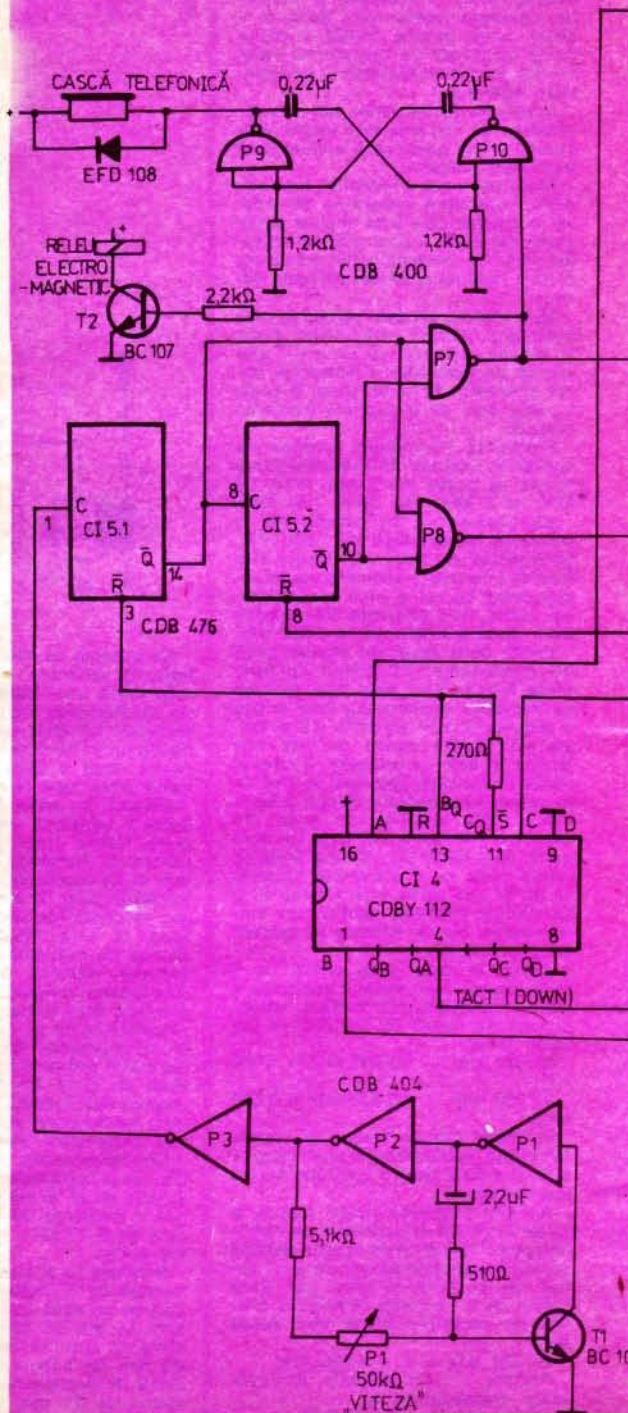 CASCĂ TELEFONICĂ
0,22µF
0,22µF
+
P9
P10
EFD 108
1,2kΩ
1,2kΩ
CDB 400
+
RELEU
ELECTRO
-MAGNETIC
T2
BC 107
2,2kΩ
P7
P8
1
C
CI 5.1
Q̄
14
R̄
3
CDB 476
8
C
CI 5.2
Q̄
10
R̄
8
270Ω
+
A
R
BQ
CQ
S̄
C
D
16
13
11
9
CI 4
CDBY 112
1
4
8
B
QB
QA
QC
QD
TACT (DOWN)
CDB 404
P3
P2
P1
2,2µF
5,1kΩ
510Ω
P1
50kΩ
„VITEZA"
T1
BC 10